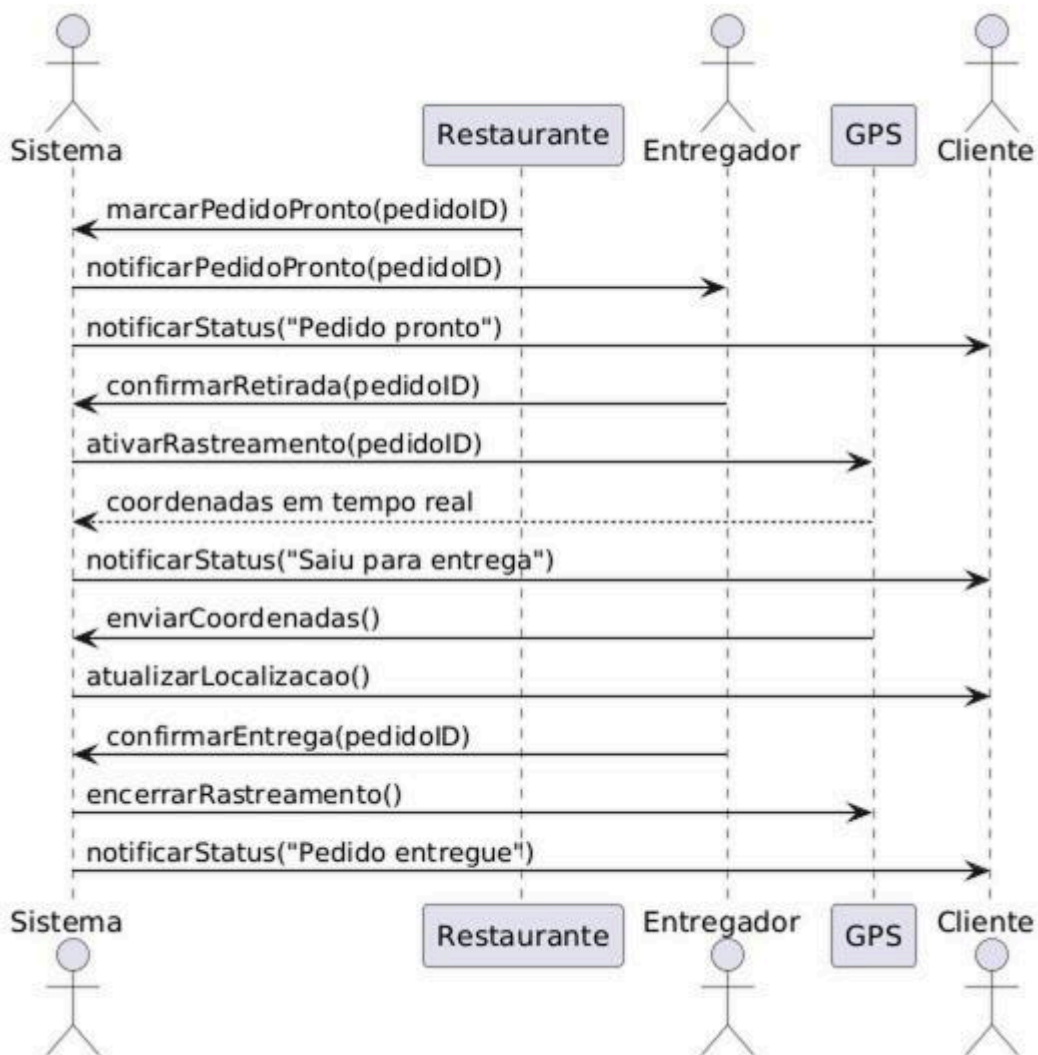 Sistema
Restaurante
Entregador
GPS
Cliente
marcarPedidoPronto(pedidoID)
notificarPedidoPronto(pedidoID)
notificarStatus("Pedido pronto")
confirmarRetirada(pedidoID)
ativarRastreamento(pedidoID)
coordenadas em tempo real
notificarStatus("Saiu para entrega")
enviarCoordenadas()
atualizarLocalizacao()
confirmarEntrega(pedidoID)
encerrarRastreamento()
notificarStatus("Pedido entregue")
Sistema
Restaurante
Entregador
GPS
Cliente